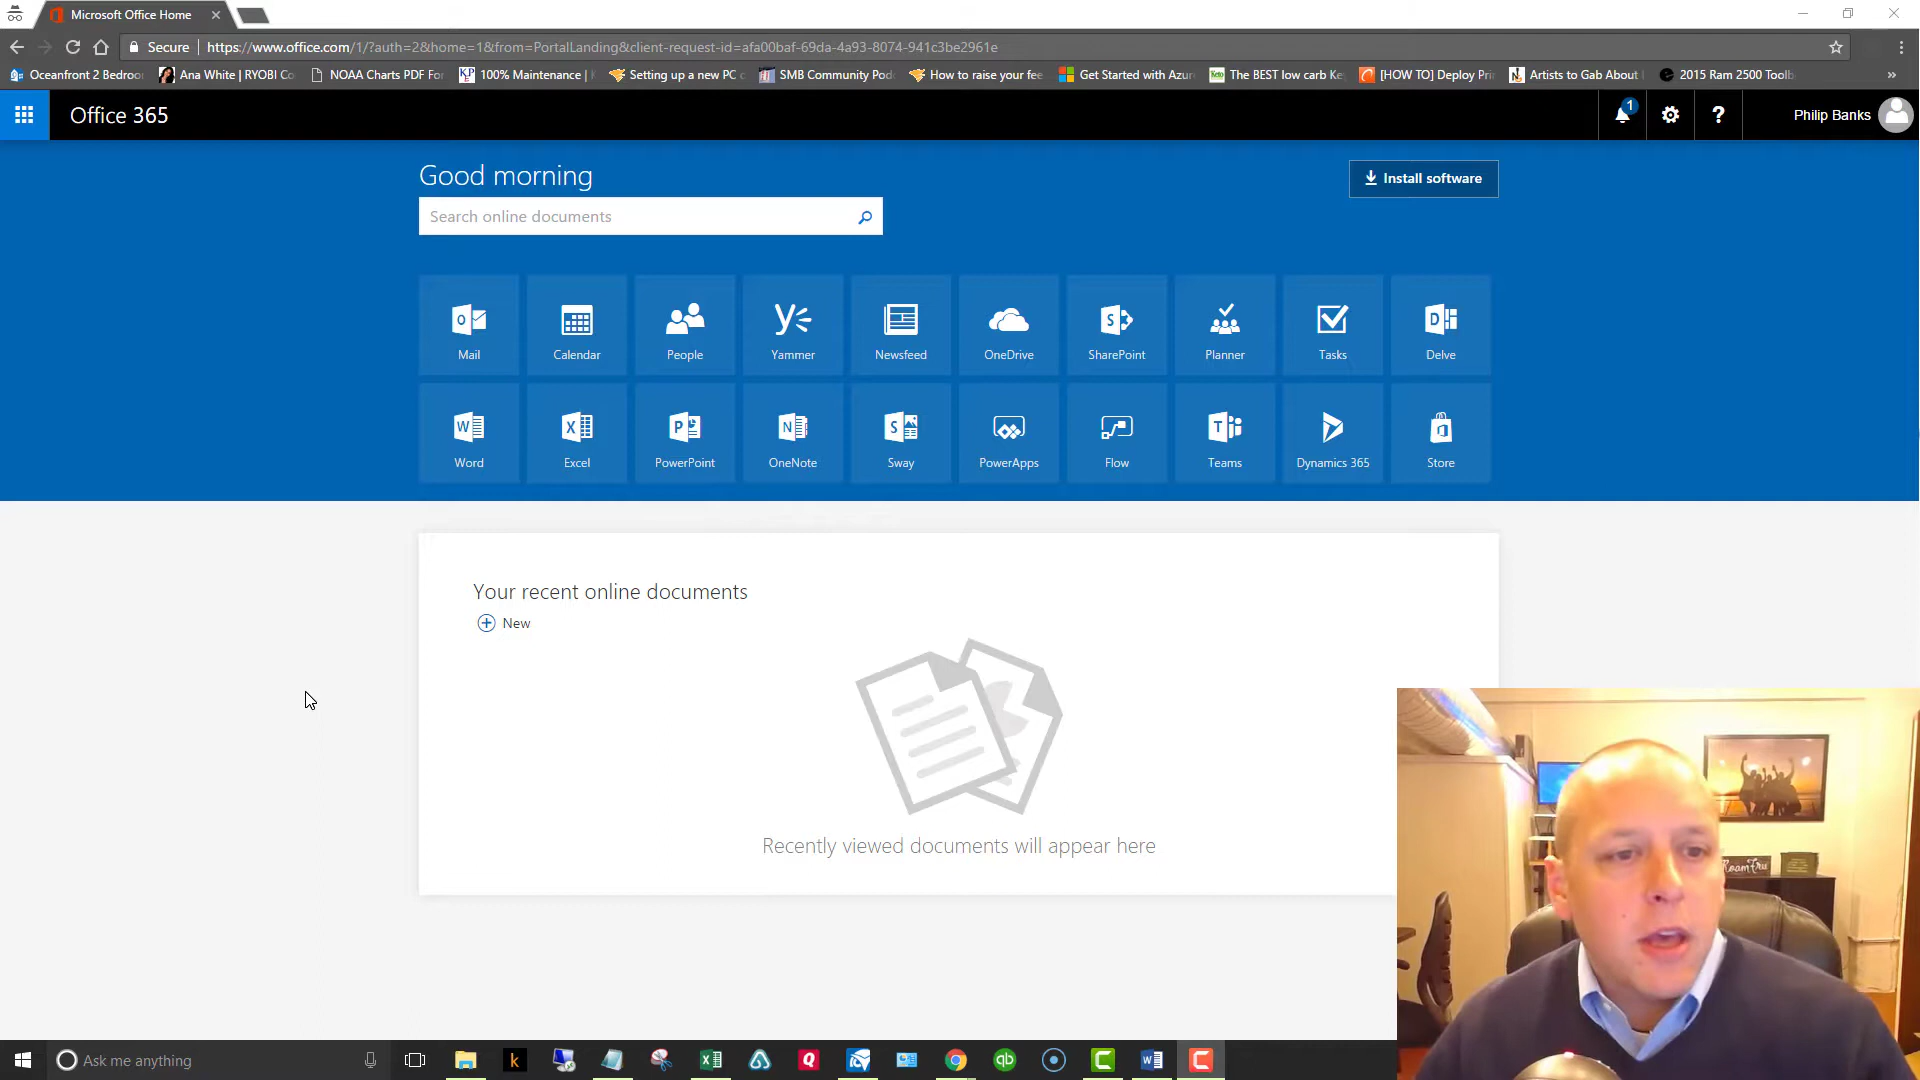 Microsoft Office Home
Secure https://www.office.com/1/?auth=2&home=1&from=PortalLanding&client-request-id=afa00baf-69da-4a93-8074-941c3be2961e
Oceanfront 2 Bedroo Ana White | RYOBI Co NOAA Charts PDF For KP 100% Maintenance | Setting up a new PC SMB Community Pod How to raise your fee Get Started with Azur Keto The BEST low carb Ke [HOW TO] Deploy Pri Artists to Gab About 2015 Ram 2500 Toolb »
Office 365 1 ? Philip Banks
Good morning
Install software
Search online documents
Mail Calendar People Yammer Newsfeed OneDrive SharePoint Planner Tasks Delve
Word Excel PowerPoint OneNote Sway PowerApps Flow Teams Dynamics 365 Store
Your recent online documents
New
Recently viewed documents will appear here
Ask me anything